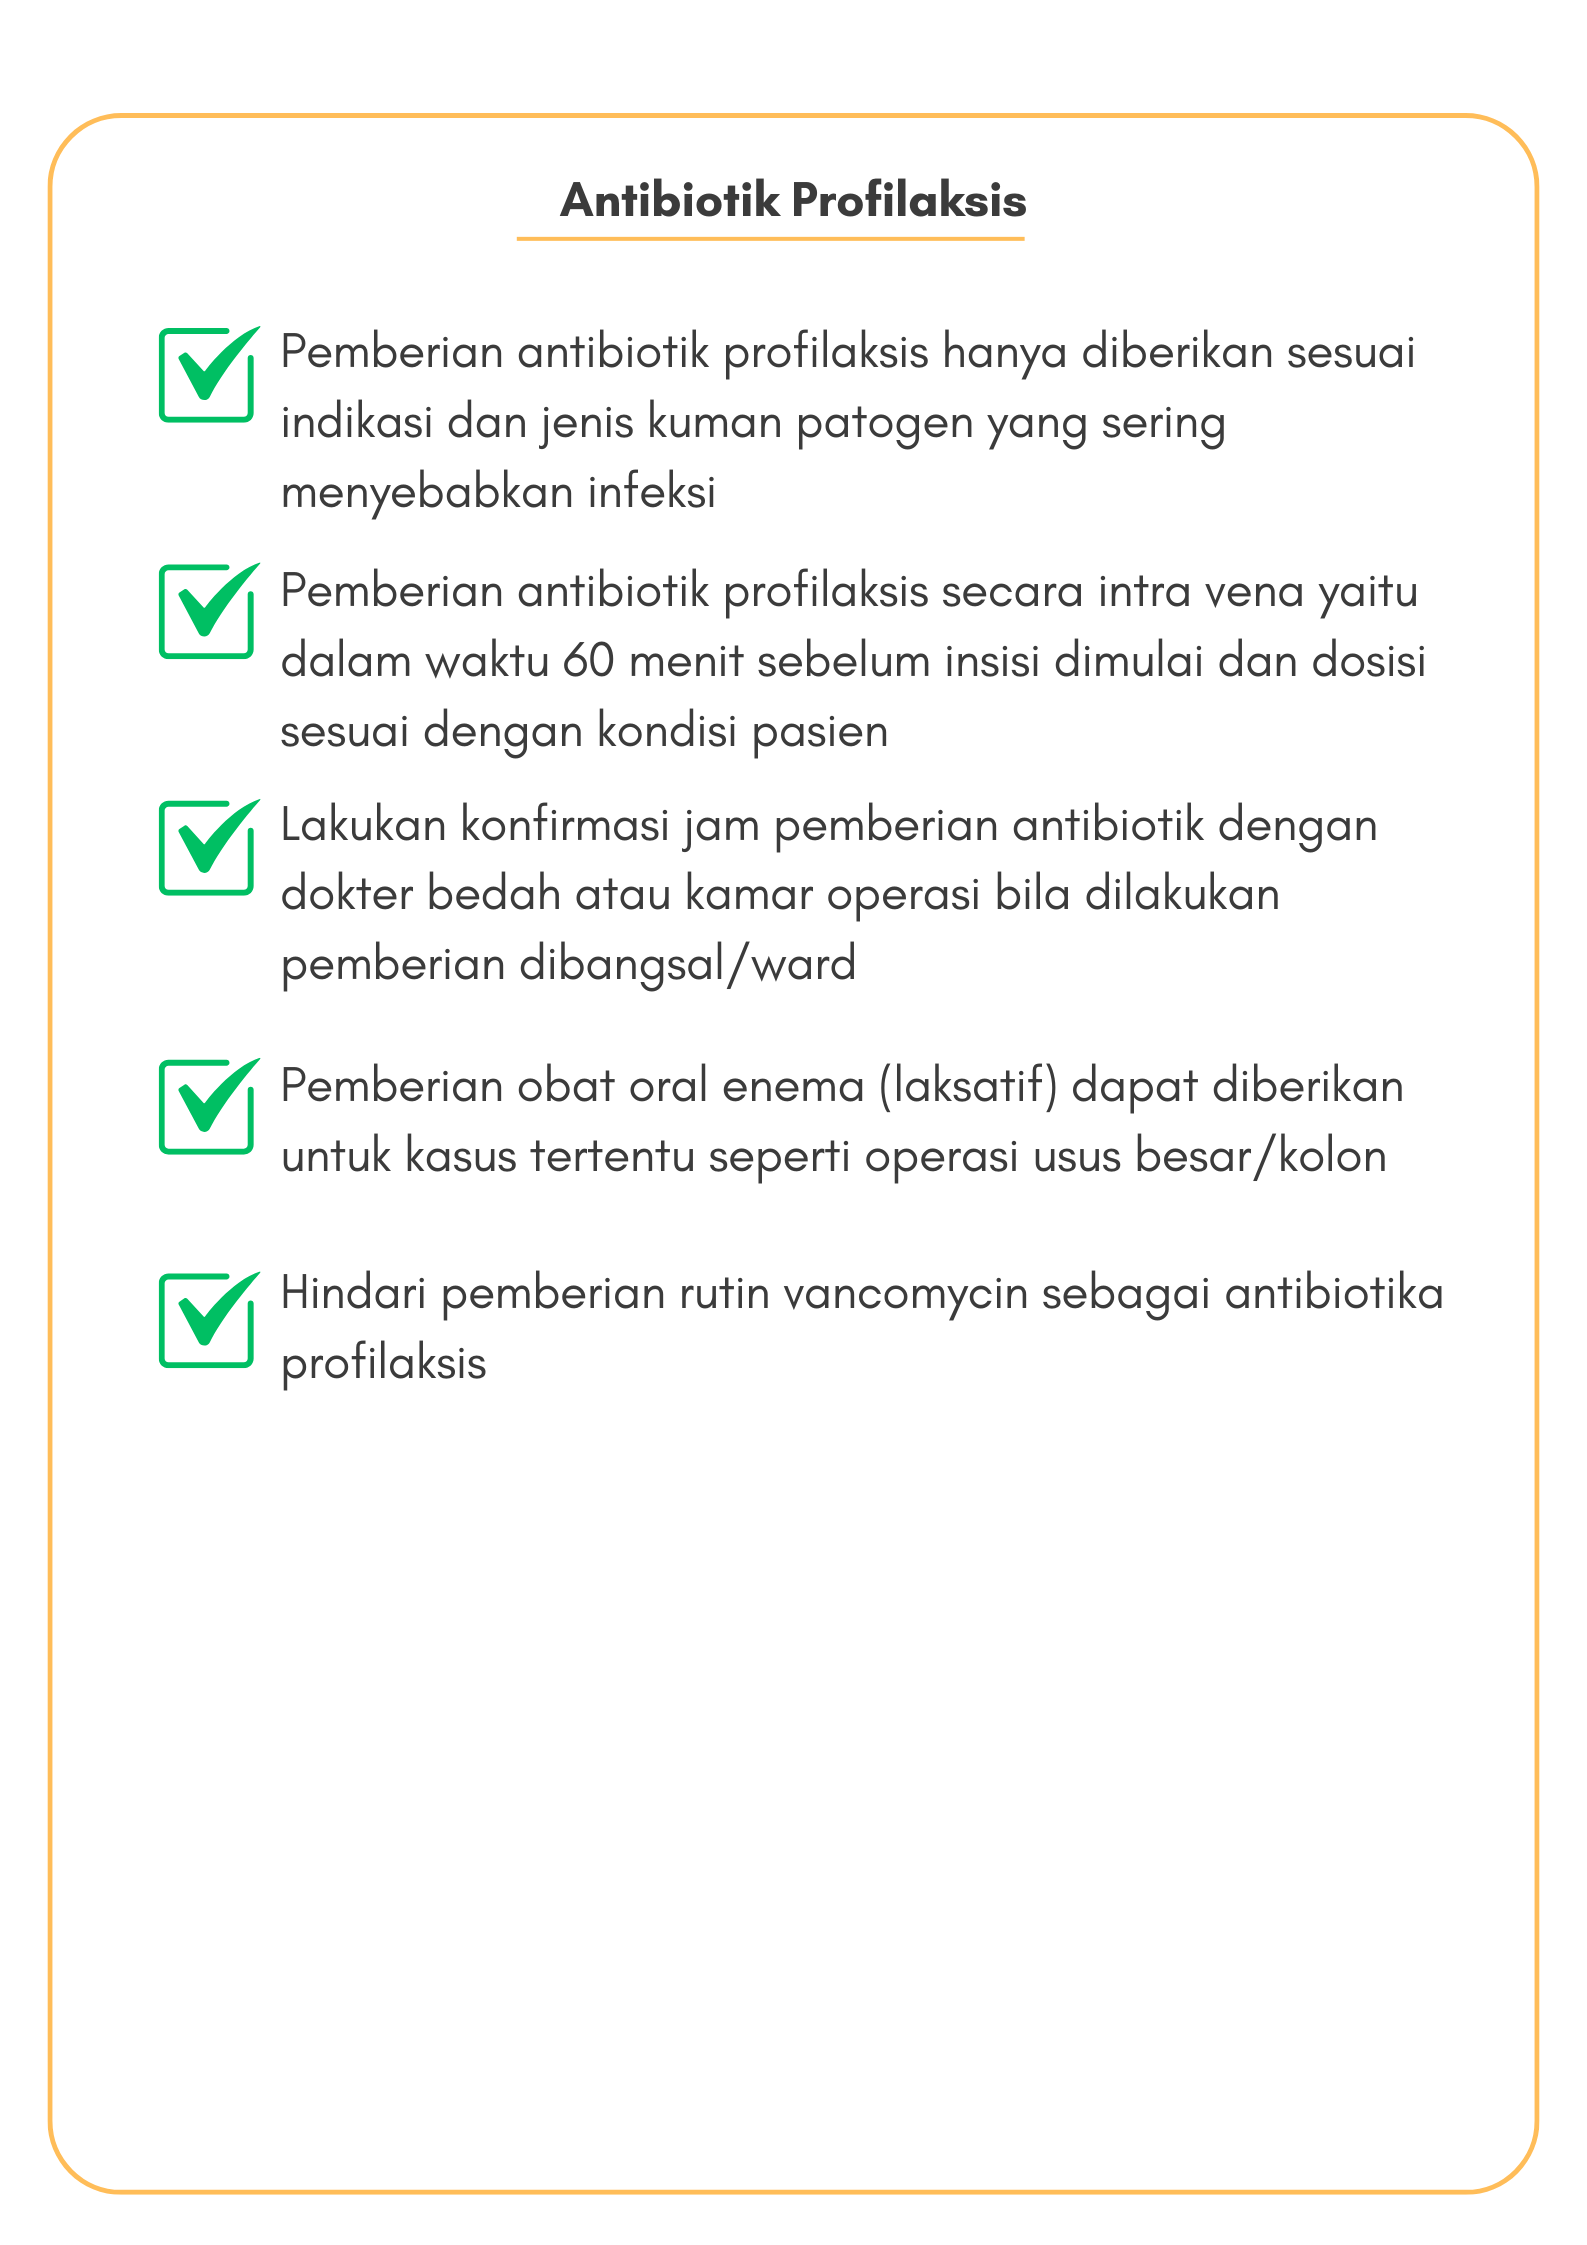 Antibiotik Profilaksis
Pemberian antibiotik profilaksis hanya diberikan sesuai
indikasi dan jenis kuman patogen yang sering
menyebabkan infeksi
Pemberian antibiotik profilaksis secara intra vena yaitu
dalam waktu 60 menit sebelum insisi dimulai dan dosisi
sesuai dengan kondisi pasien
Lakukan konfirmasi jam pemberian antibiotik dengan
dokter bedah atau kamar operasi bila dilakukan
pemberian dibangsal/ward
Pemberian obat oral enema (laksatif) dapat diberikan
untuk kasus tertentu seperti operasi usus besar/kolon
Hindari pemberian rutin vancomycin sebagai antibiotika
profilaksis